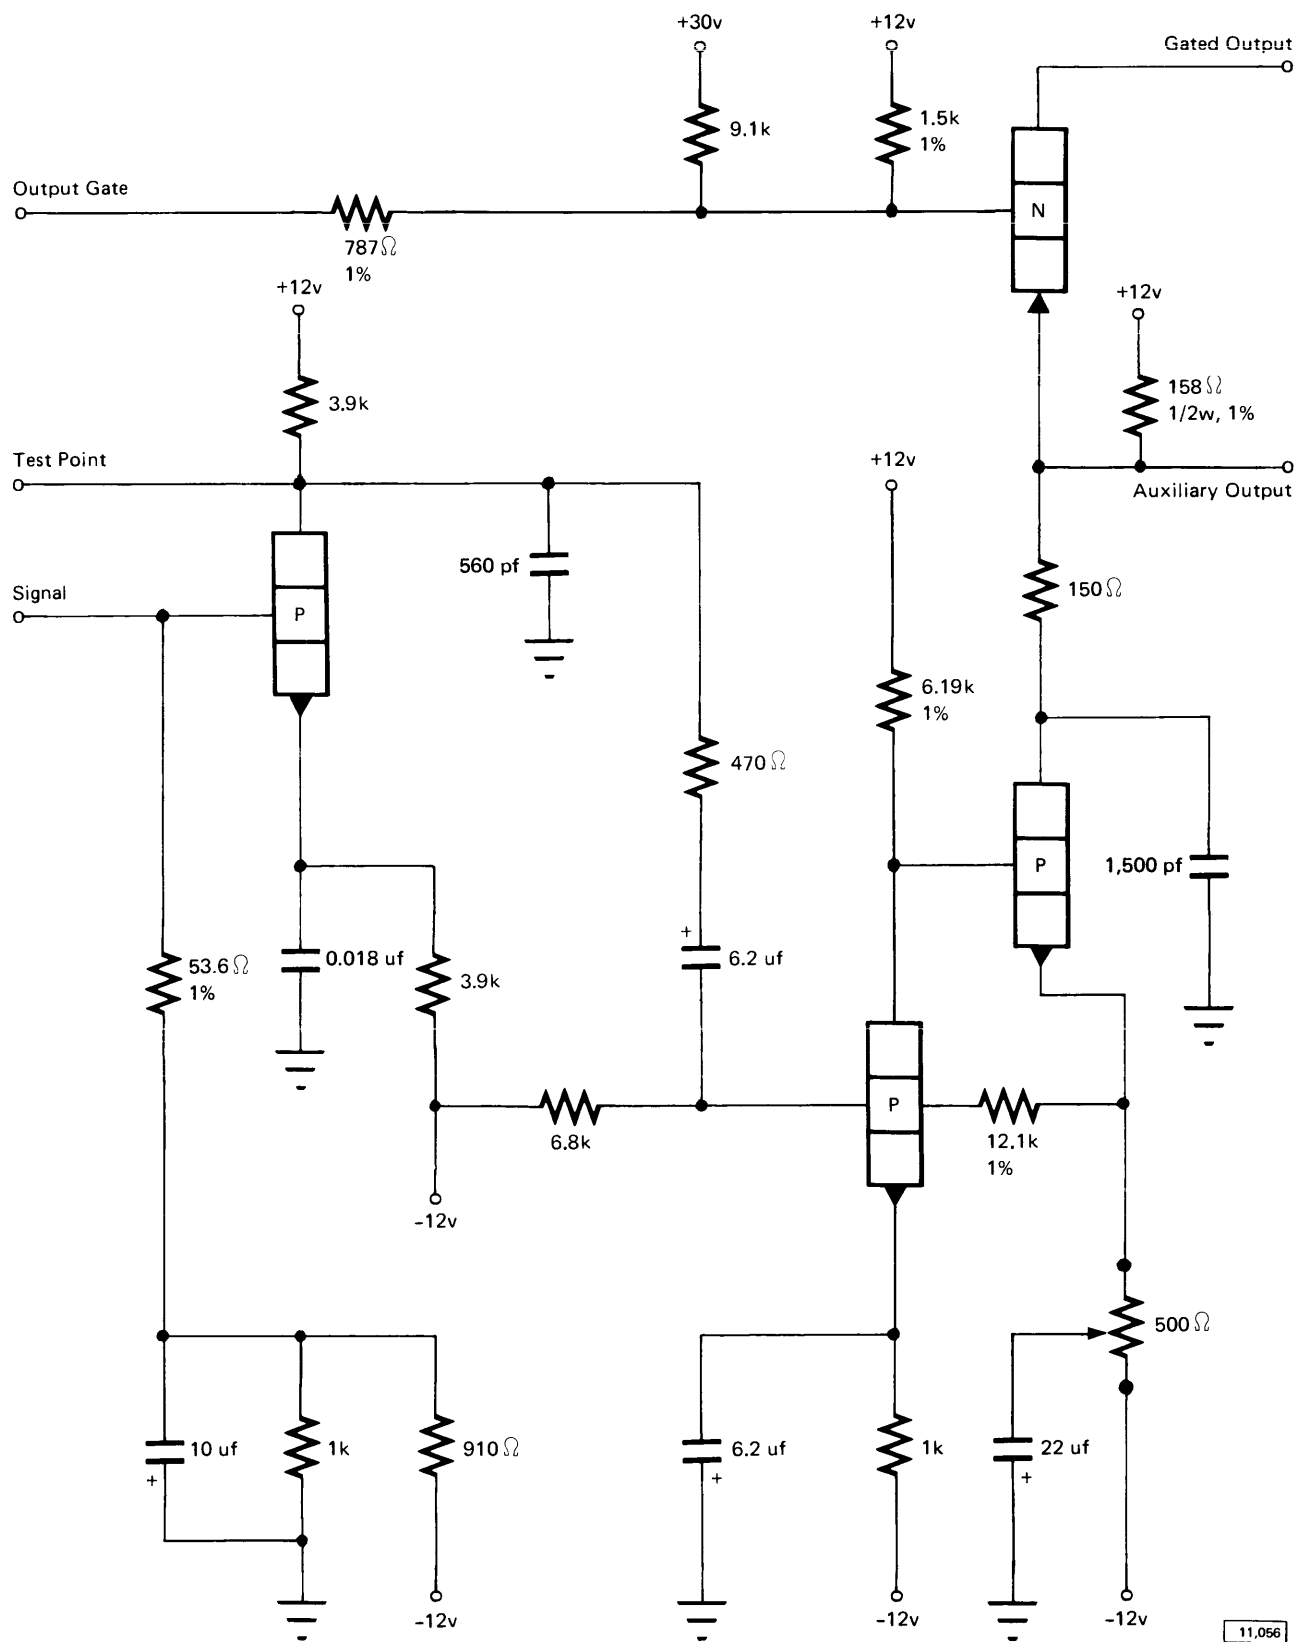 +30v
+12v
Gated Output
9.1k
1.5k
1%
Output Gate
N
787Ω
1%
+12v
+12v
3.9k
158Ω
1/2w, 1%
Test Point
+12v
Auxiliary Output
560 pf
150Ω
Signal
P
6.19k
1%
470Ω
P
1,500 pf
+
53.6Ω
1%
0.018 uf
3.9k
6.2 uf
P
6.8k
12.1k
1%
-12v
500Ω
10 uf
+
1k
910Ω
6.2 uf
+
1k
22 uf
+
-12v
-12v
-12v
11,056